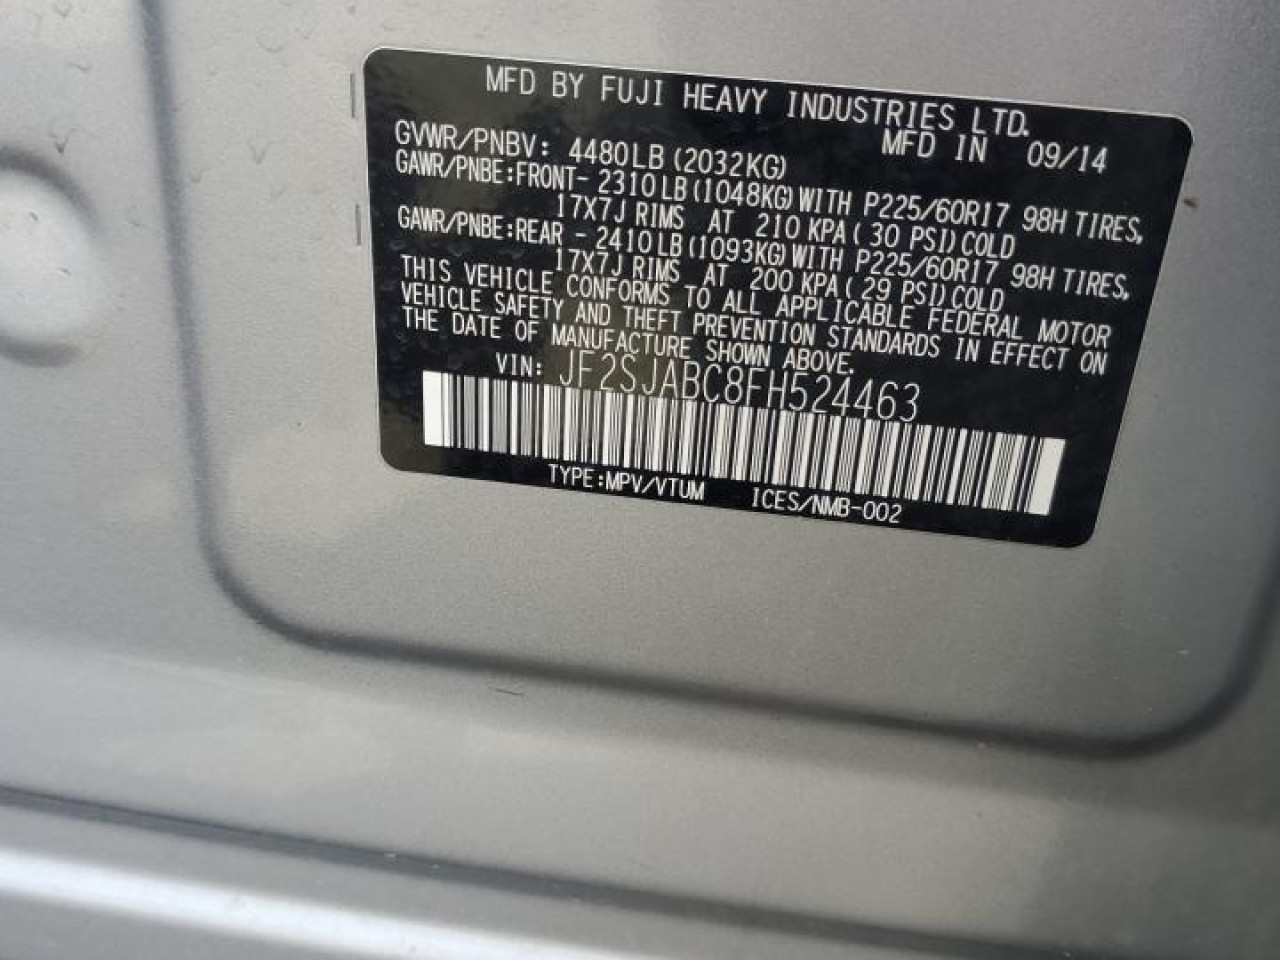 MFD BY FUJI HEAVY INDUSTRIES LTD.
MFD IN 09/14
GVWR/PNBV: 4480LB (2032KG)
GAWR/PNBE:FRONT- 2310LB (1048KG) WITH P225/60R17 98H TIRES,
17X7J RIMS AT 210 KPA ( 30 PSI) COLD
GAWR/PNBE:REAR - 2410LB (1093KG) WITH P225/60R17 98H TIRES,
17X7J RIMS AT 200 KPA ( 29 PSI) COLD
THIS VEHICLE CONFORMS TO ALL APPLICABLE FEDERAL MOTOR
VEHICLE SAFETY AND THEFT PREVENTION STANDARDS IN EFFECT ON
THE DATE OF MANUFACTURE SHOWN ABOVE.
VIN: JF2SJABC8FH524463
TYPE:MPV/VTUM ICES/NMB-002